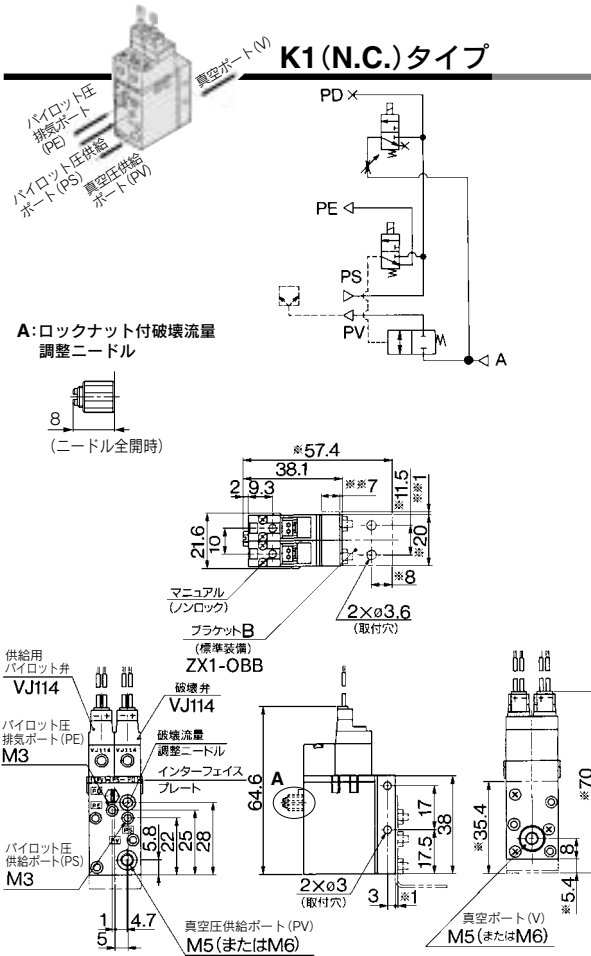 K1(N.C.)タイプ
真空ポート(V)
パイロット圧
排気ポート
(PE)
パイロット圧供給
ポート(PS)
真空圧供給
ポート(PV)
PD
PE
PS
PV
A
A:ロックナット付破壊流量
調整ニードル
8
(ニードル全開時)
※57.4
38.1
2
9.3
※※7
※11.5
※※1
21.6
10
※20
※8
マニュアル
(ノンロック)
2×ø3.6
(取付穴)
ブラケットB
(標準装備)
ZX1-OBB
供給用
パイロット弁
VJ114
破壊弁
VJ114
パイロット圧
排気ポート(PE)
M3
破壊流量
調整ニードル
インターフェイス
プレート
VJ114
VJ114
PE
PS
PV
パイロット圧
供給ポート(PS)
M3
5.8
22
25
28
1
4.7
5
真空圧供給ポート(PV)
M5(またはM6)
64.6
A
17
38
17.5
2×ø3
(取付穴)
3
※1
※70
※35.4
8
※5.4
真空ポート(V)
M5(またはM6)